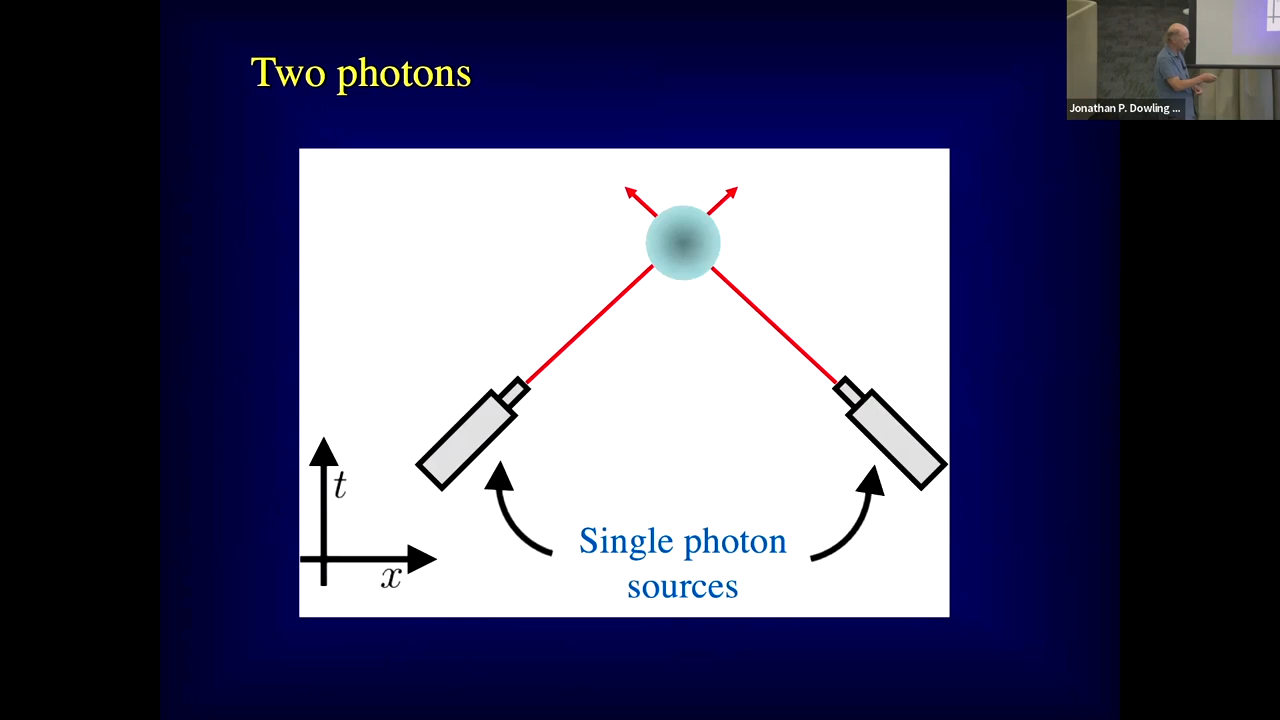 Two photons
Jonathan P. Dowling ...
t
x
Single photon
sources